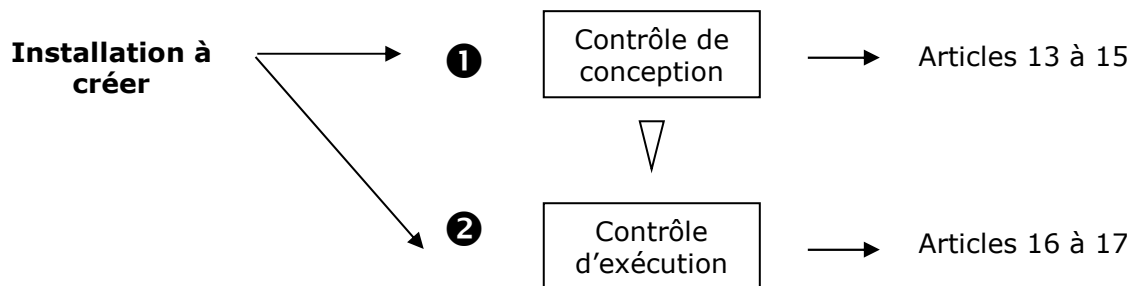 Installation à
créer
❶
Contrôle de
conception
Articles 13 à 15
❷
Contrôle
d’exécution
Articles 16 à 17